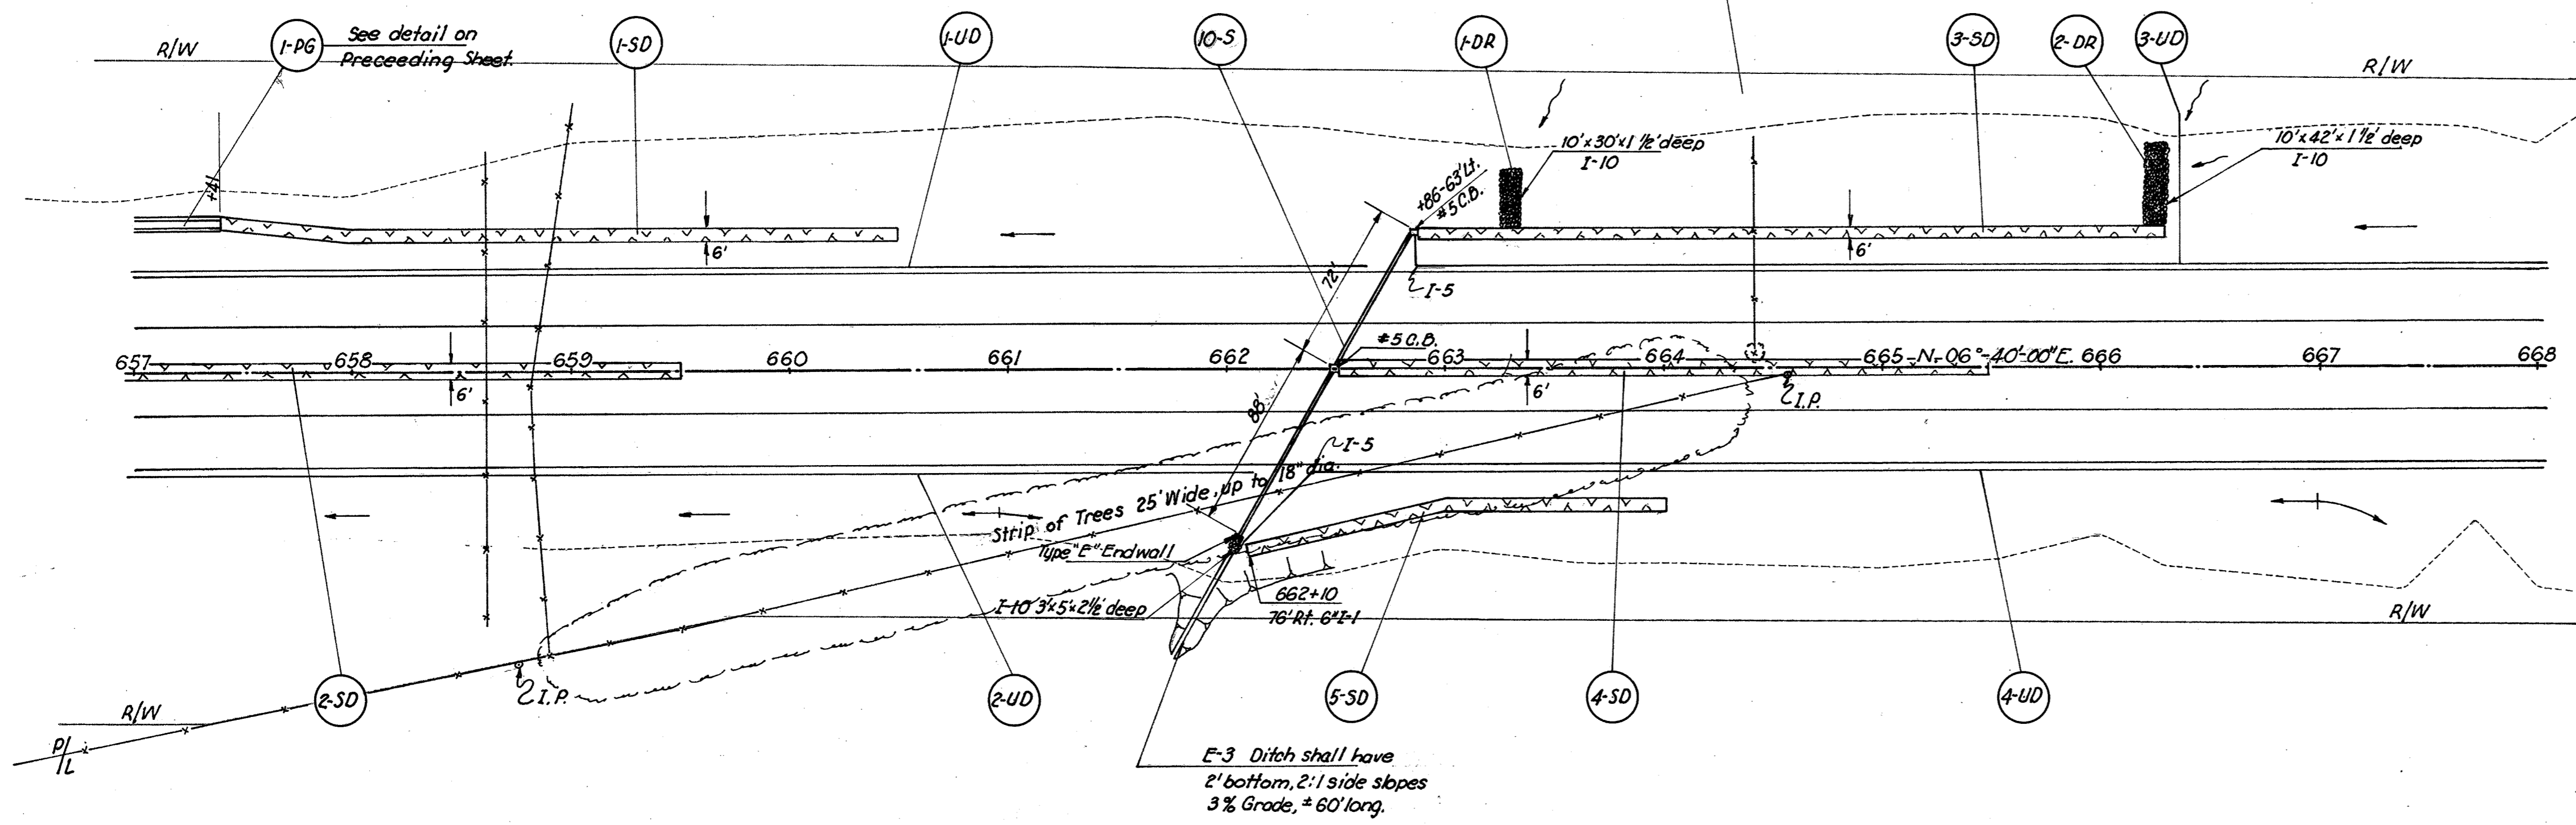 R/W
1-PG
See detail on
Preceeding Sheet.
1-SD
1-UD
10-S
1-DR
3-SD
2-DR
3-UD
R/W
10'x30'x1½' deep
I-10
10'x42'x1½' deep
I-10
+41
+86-63'Lt.
#5 C.B.
6'
6'
72'
I-5
#5 C.B.
657
658
659
660
661
662
663
664
665
N. 06°-40'-00"E.
666
667
668
6'
6'
I.P.
88'
I-5
Strip of Trees 25' Wide, up to 18" dia.
Type "E" Endwall
I-10 3'x5'x2½' deep
662+10
76' Rt. 6" I-1
R/W
I.P.
2-SD
2-UD
5-SD
4-SD
4-UD
R/W
P/L
E-3 Ditch shall have
2' bottom, 2:1 side slopes
3% Grade, ± 60' long.